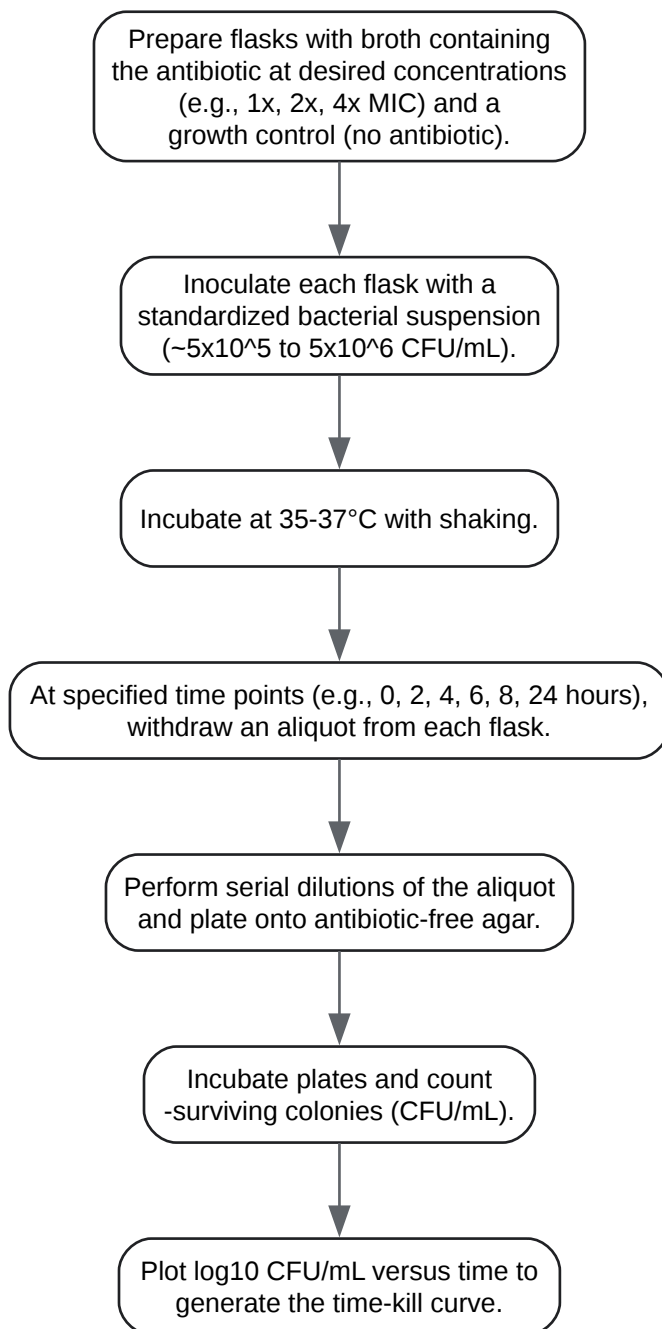 Prepare flasks with broth containing
the antibiotic at desired concentrations
(e.g., 1x, 2x, 4x MIC) and a
growth control (no antibiotic).
Inoculate each flask with a
standardized bacterial suspension
(~5x10^5 to 5x10^6 CFU/mL).
Incubate at 35-37°C with shaking.
At specified time points (e.g., 0, 2, 4, 6, 8, 24 hours),
withdraw an aliquot from each flask.
Perform serial dilutions of the aliquot
and plate onto antibiotic-free agar.
Incubate plates and count
-surviving colonies (CFU/mL).
Plot log10 CFU/mL versus time to
generate the time-kill curve.